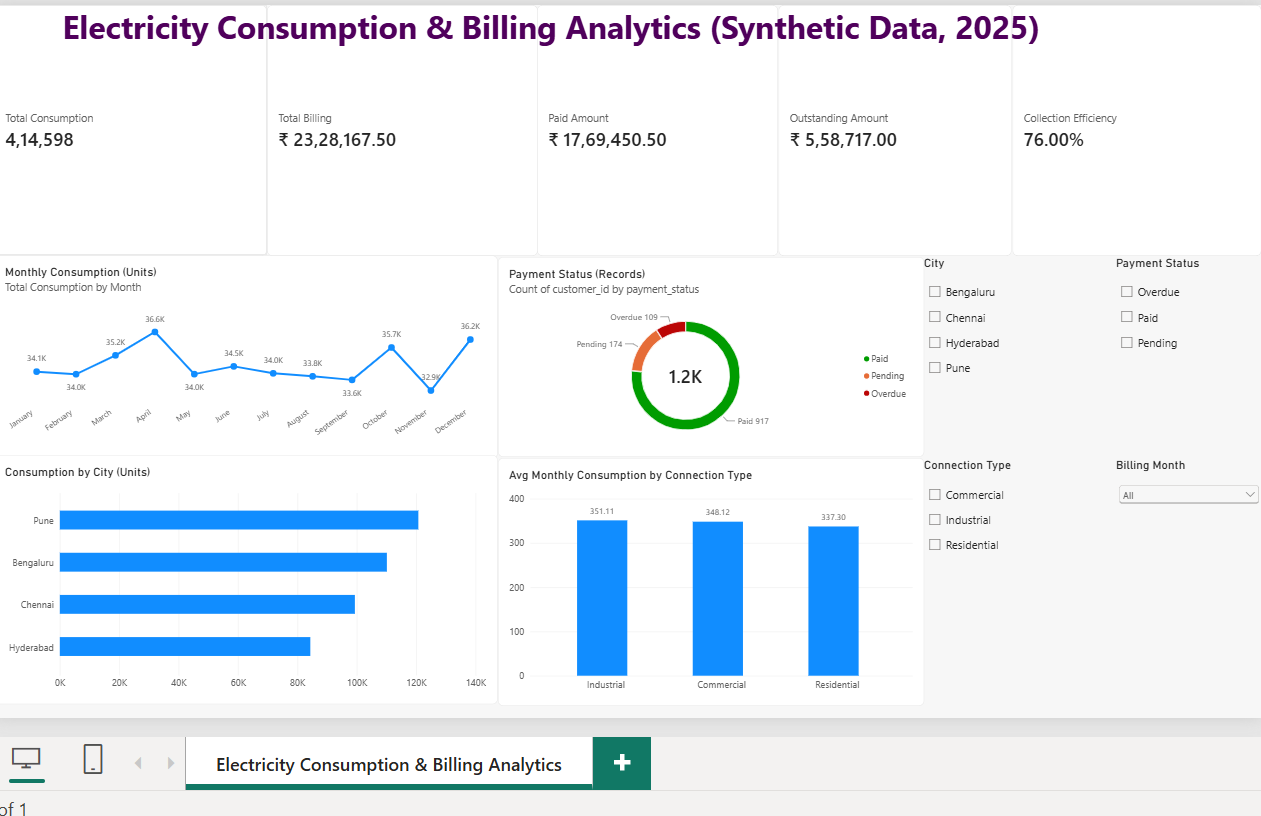 Electricity Consumption & Billing Analytics (Synthetic Data, 2025)
Total Consumption
4,14,598
Total Billing
₹ 23,28,167.50
Paid Amount
₹ 17,69,450.50
Outstanding Amount
₹ 5,58,717.00
Collection Efficiency
76.00%
Monthly Consumption (Units)
Total Consumption by Month
34.1K
34.0K
35.2K
36.6K
34.0K
34.5K
34.0K
33.8K
33.6K
35.7K
32.9K
36.2K
January
February
March
April
May
June
July
August
September
October
November
December
Payment Status (Records)
Count of customer_id by payment_status
Overdue 109
Pending 174
1.2K
Paid 917
Paid
Pending
Overdue
City
Bengaluru
Chennai
Hyderabad
Pune
Payment Status
Overdue
Paid
Pending
Consumption by City (Units)
Pune
Bengaluru
Chennai
Hyderabad
0K
20K
40K
60K
80K
100K
120K
140K
Avg Monthly Consumption by Connection Type
400
300
200
100
0
351.11
348.12
337.30
Industrial
Commercial
Residential
Connection Type
Commercial
Industrial
Residential
Billing Month
All
Electricity Consumption & Billing Analytics
of 1